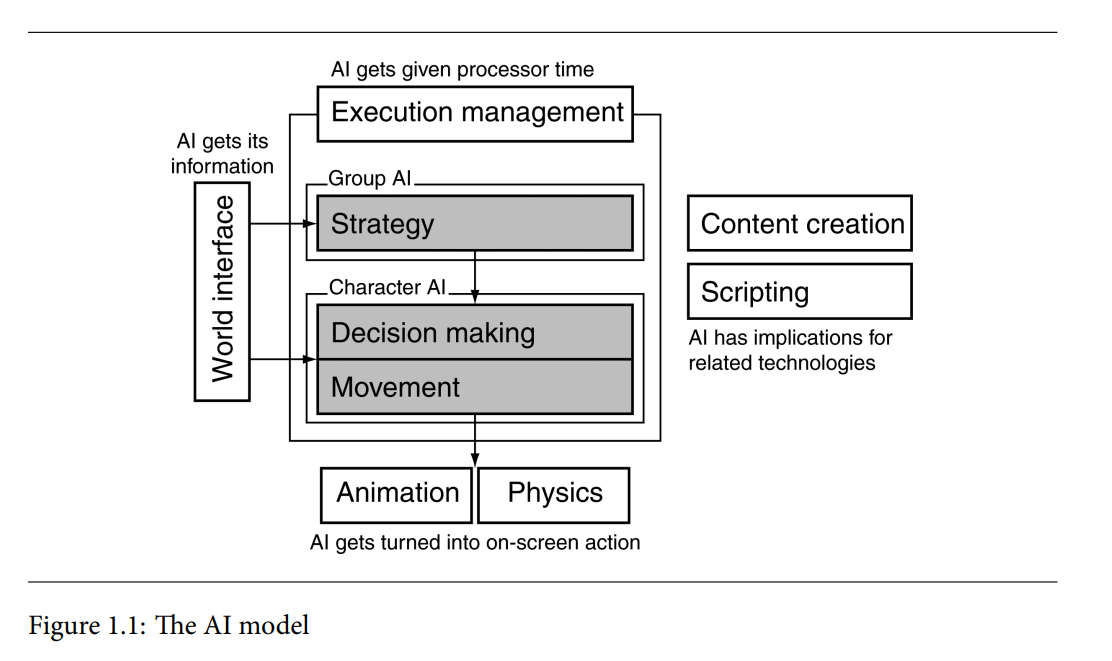 AI gets given processor time
Execution management
AI gets its
information
World interface
Group AI
Strategy
Character AI
Decision making
Movement
Content creation
Scripting
AI has implications for
related technologies
Animation
Physics
AI gets turned into on-screen action
Figure 1.1: The AI model